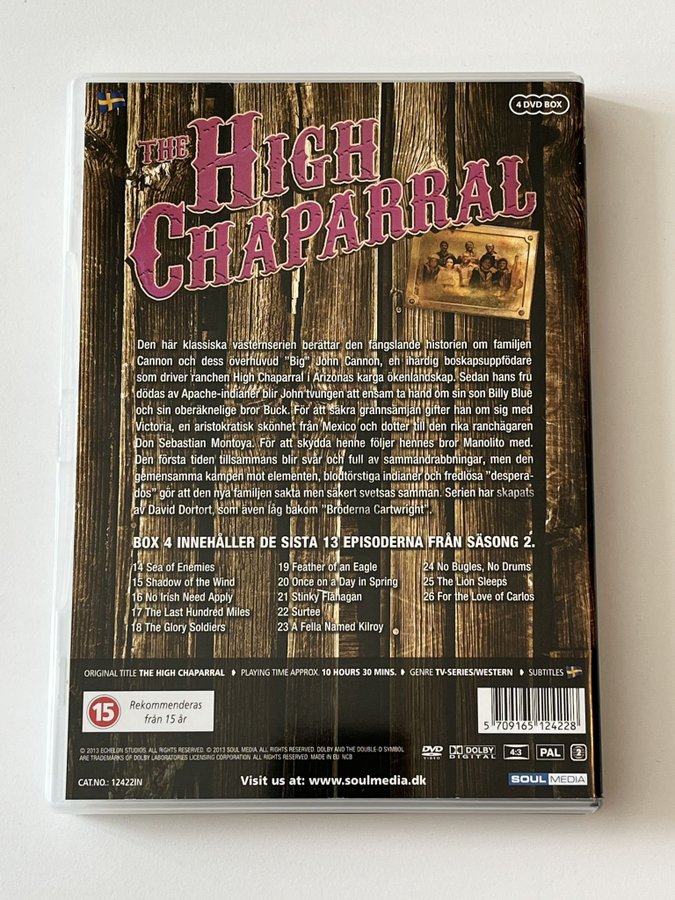 4 DVD BOX
THE HIGH
CHAPARRAL
Den här klassiska västernserien berättar den fängslande historien om familjen
Cannon och dess överhuvud "Big" John Cannon, en ihärdig boskapsuppfödare
som driver ranchen High Chaparral i Arizonas karga ökenlandskap. Sedan hans fru
dödas av Apache-indianer blir John tvungen att ensam ta hand om sin son Billy Blue
och sin oberäknelige bror Buck. För att säkra grannsämjan gifter han om sig med
Victoria, en aristokratisk skönhet från Mexico och dotter till den rika ranchägaren
Don Sebastian Montoya. För att skydda henne följer hennes bror Manolito med.
Den första tiden tillsammans blir svår och full av sammandrabbningar, men den
gemensamma kampen mot elementen, blodtörstiga indianer och fredlösa "despera-
dos" gör att den nya familjen sakta men säkert svetsas samman. Serien har skapats
av David Dortort, som även låg bakom "Bröderna Cartwright".
BOX 4 INNEHÅLLER DE SISTA 13 EPISODERNA FRÅN SÄSONG 2.
14 Sea of Enemies
15 Shadow of the Wind
16 No Irish Need Apply
17 The Last Hundred Miles
18 The Glory Soldiers
19 Feather of an Eagle
20 Once on a Day in Spring
21 Stinky Flanagan
22 Surtee
23 A Fella Named Kilroy
24 No Bugles, No Drums
25 The Lion Sleeps
26 For the Love of Carlos
ORIGINAL TITLE THE HIGH CHAPARRAL PLAYING TIME APPROX. 10 HOURS 30 MINS. GENRE TV-SERIES/WESTERN SUBTITLES
15 Rekommenderas
från 15 år
5 709165 124228
© 2013 ECHELON STUDIOS. ALL RIGHTS RESERVED. © 2013 SOUL MEDIA. ALL RIGHTS RESERVED. DOLBY AND THE DOUBLE-D SYMBOL
ARE TRADEMARKS OF DOLBY LABORATORIES LICENSING CORPORATION. ALL RIGHTS RESERVED. MADE IN EU NCB
DVD VIDEO DOLBY DIGITAL 4:3 PAL 2
CAT.NO.: 12422IN Visit us at: www.soulmedia.dk SOUL MEDIA